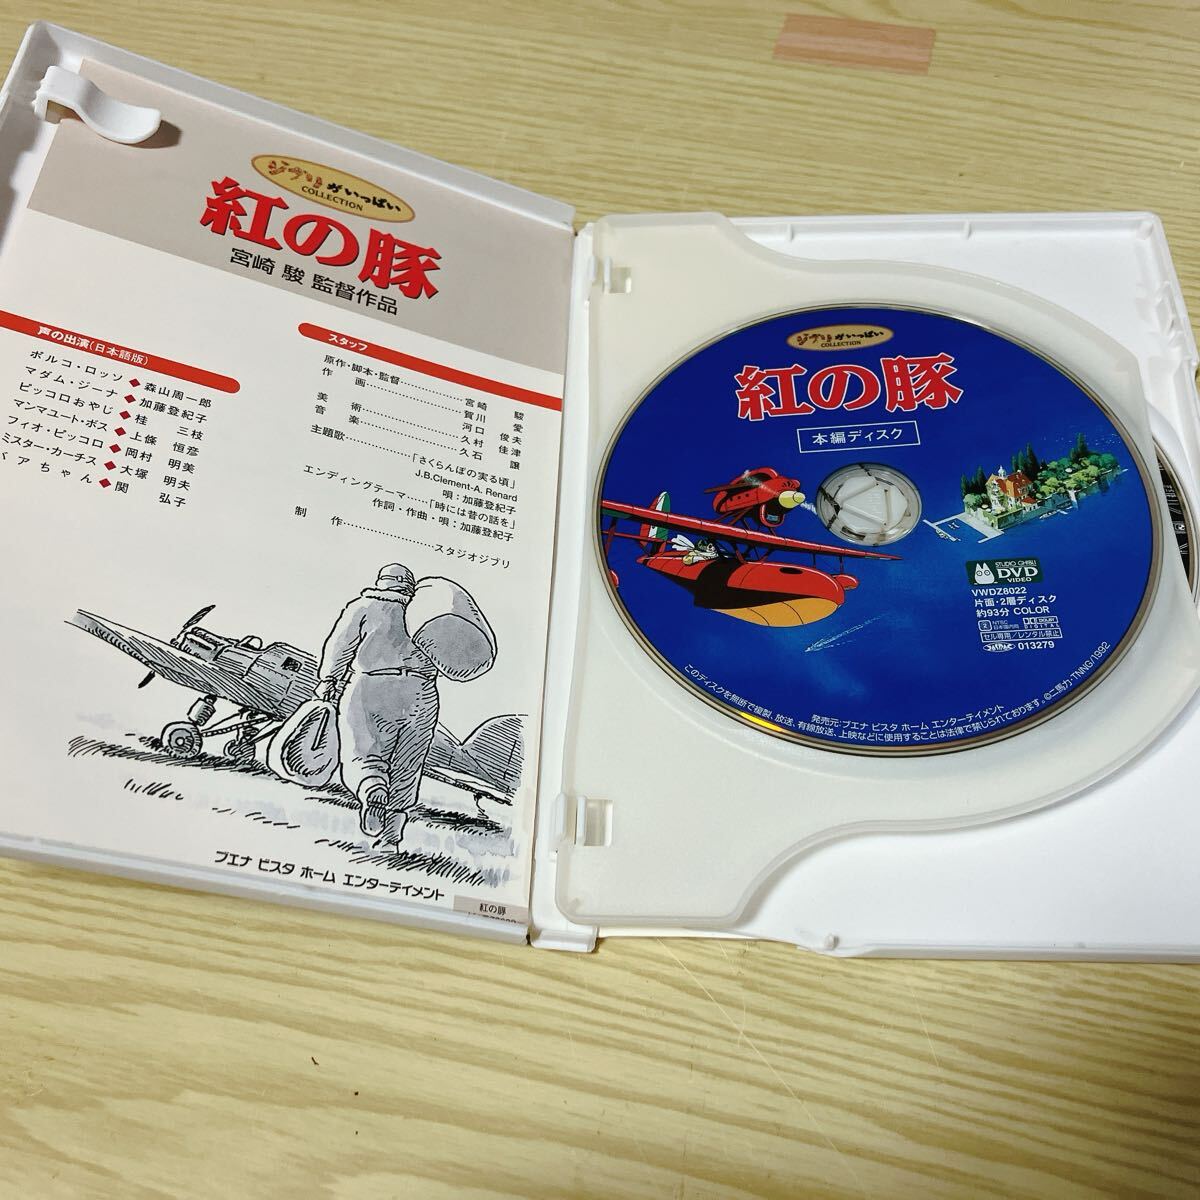 ジブリがいっぱい
COLLECTION
紅の豚
宮崎 駿 監督作品
声の出演(日本語版)
ポルコ・ロッソ◆森山周一郎
マダム・ジーナ◆加藤登紀子
ピッコロおやじ◆桂 三枝
マンマユート・ボス◆上條 恒彦
フィオ・ピッコロ◆岡村 明美
ミスター・カーチス◆大塚 明夫
バアちゃん◆関 弘子
スタッフ
原作・脚本・監督……………宮崎 駿
作 画……………………賀川 愛
河口 俊夫
美 術……………………久村 佳津
音 楽……………………久石 譲
主題歌………「さくらんぼの実る頃」
J.B.Clement-A. Renard
唄：加藤登紀子
エンディングテーマ……「時には昔の話を」
作詞・作曲・唄：加藤登紀子
制 作……………………スタジオジブリ
ブエナ ビスタ ホーム エンターテイメント
紅の豚
ジブリがいっぱい
COLLECTION
紅の豚
本編ディスク
STUDIO GHIBLI
DVD
VIDEO
VWDZ8022
片面・2層ディスク
約93分 COLOR
2 NTSC 日本国内向 DOLBY DIGITAL
セル専用/レンタル禁止
013279
発売元：ブエナ ビスタ ホーム エンターテイメント
©二馬力・TNNG/1992
このディスクを無断で複製、放送、有線放送、上映などに使用することは法律で禁じられております。